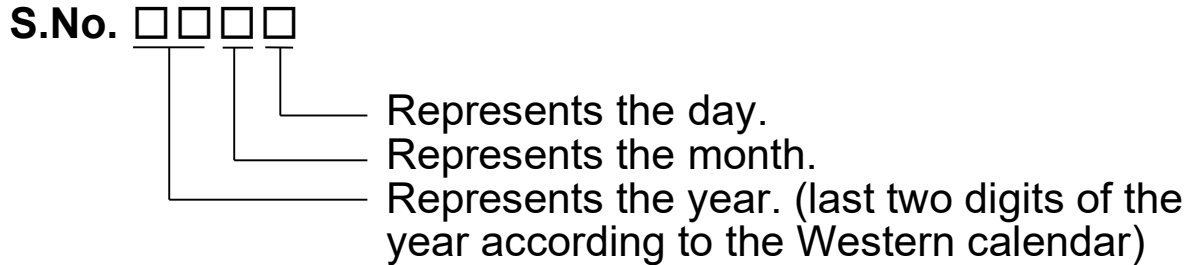 S.No. □□□□
Represents the day.
Represents the month.
Represents the year. (last two digits of the
year according to the Western calendar)